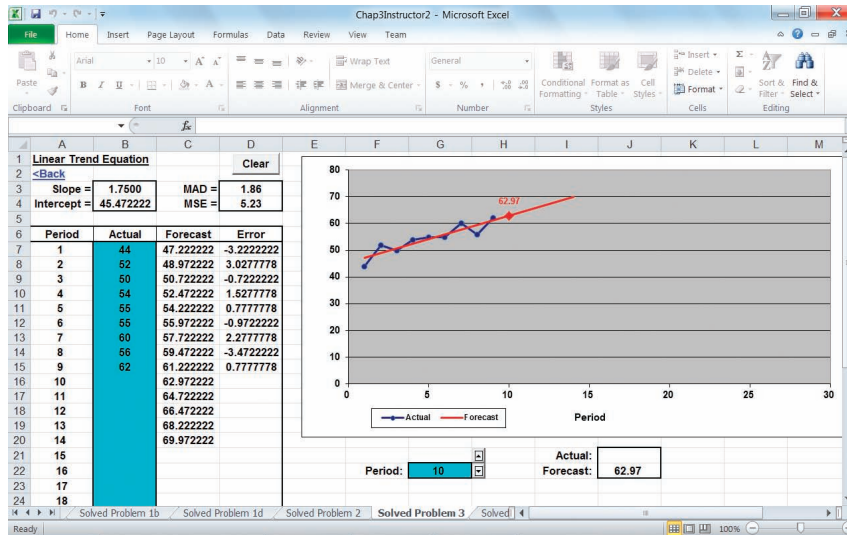 Chap3Instructor2 - Microsoft Excel
File Home Insert Page Layout Formulas Data Review View Team
Paste
Arial 10 A A
B I U A
Wrap Text
Merge & Center
General
$ % , .0 .00 .00 .0
Conditional Formatting Format as Table Cell Styles
Insert
Delete
Format
Σ
Sort & Filter Find & Select
Clipboard Font Alignment Number Styles Cells Editing
fx
A B C D E F G H I J K L M
1 Linear Trend Equation Clear
2 <Back
3 Slope = 1.7500 MAD = 1.86
4 Intercept = 45.472222 MSE = 5.23
5
6 Period Actual Forecast Error
7 1 44 47.222222 -3.2222222
8 2 52 48.972222 3.0277778
9 3 50 50.722222 -0.7222222
10 4 54 52.472222 1.5277778
11 5 55 54.222222 0.7777778
12 6 55 55.972222 -0.9722222
13 7 60 57.722222 2.2777778
14 8 56 59.472222 -3.4722222
15 9 62 61.222222 0.7777778
16 10 62.972222
17 11 64.722222
18 12 66.472222
19 13 68.222222
20 14 69.972222
21 15
22 16
23 17
24 18
80
70
60
50
40
30
20
10
0
62.97
0 5 10 15 20 25 30
Actual Forecast
Period
Actual:
Period: 10 Forecast: 62.97
Solved Problem 1b Solved Problem 1d Solved Problem 2 Solved Problem 3 Solved
Ready 100%